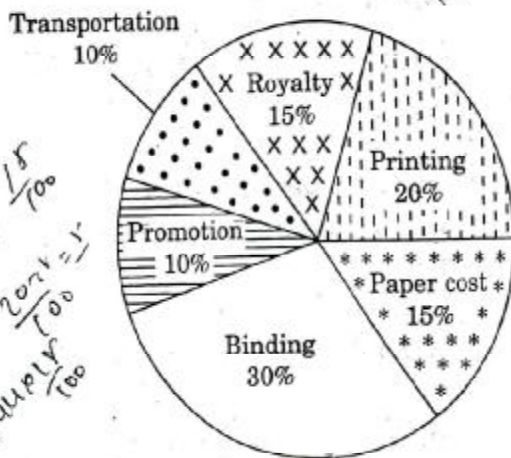 Transportation
10%
Royalty
15%
Printing
20%
Promotion
10%
Paper cost
15%
Binding
30%